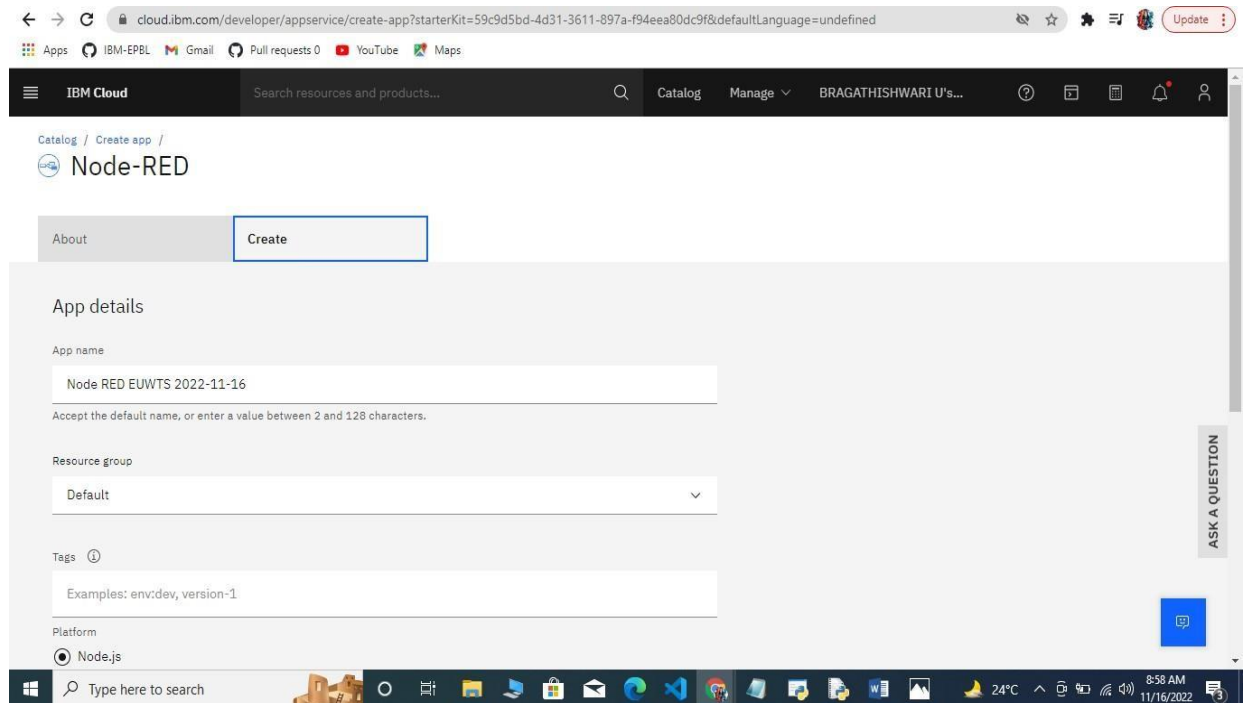 cloud.ibm.com/developer/appservice/create-app?starterKit=59c9d5bd-4d31-3611-897a-f94eea80dc9f&defaultLanguage=undefined
Update
Apps IBM-EPBL Gmail Pull requests 0 YouTube Maps
IBM Cloud Search resources and products... Catalog Manage BRAGATHISHWARI U's...
Catalog / Create app /
Node-RED
About Create
App details
App name
Node RED EUWTS 2022-11-16
Accept the default name, or enter a value between 2 and 128 characters.
Resource group
Default
Tags
Examples: env:dev, version-1
Platform
Node.js
ASK A QUESTION
Type here to search
24°C
8:58 AM
11/16/2022
3